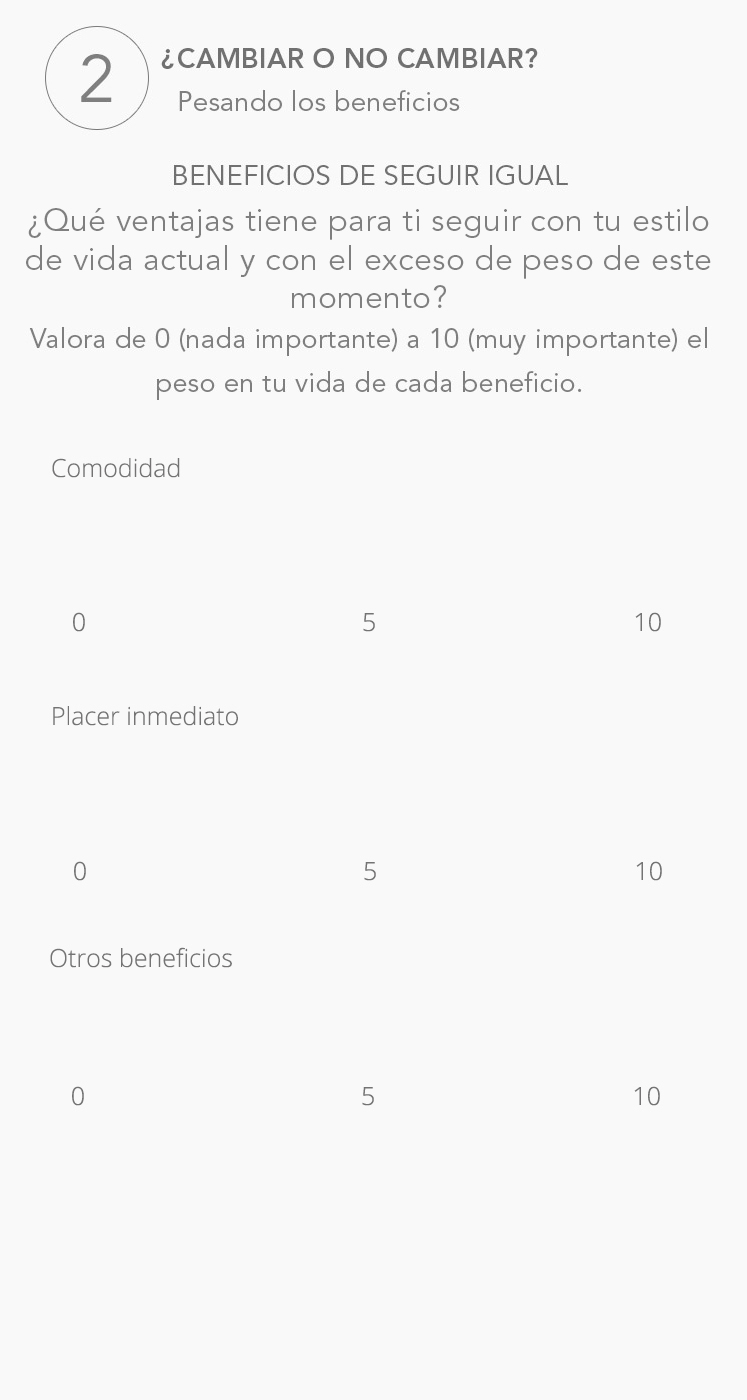 2
¿CAMBIAR O NO CAMBIAR?
Pesando los beneficios
BENEFICIOS DE SEGUIR IGUAL
¿Qué ventajas tiene para ti seguir con tu estilo
de vida actual y con el exceso de peso de este
momento?
Valora de 0 (nada importante) a 10 (muy importante) el
peso en tu vida de cada beneficio.
Comodidad
0 5 10
Placer inmediato
0 5 10
Otros beneficios
0 5 10